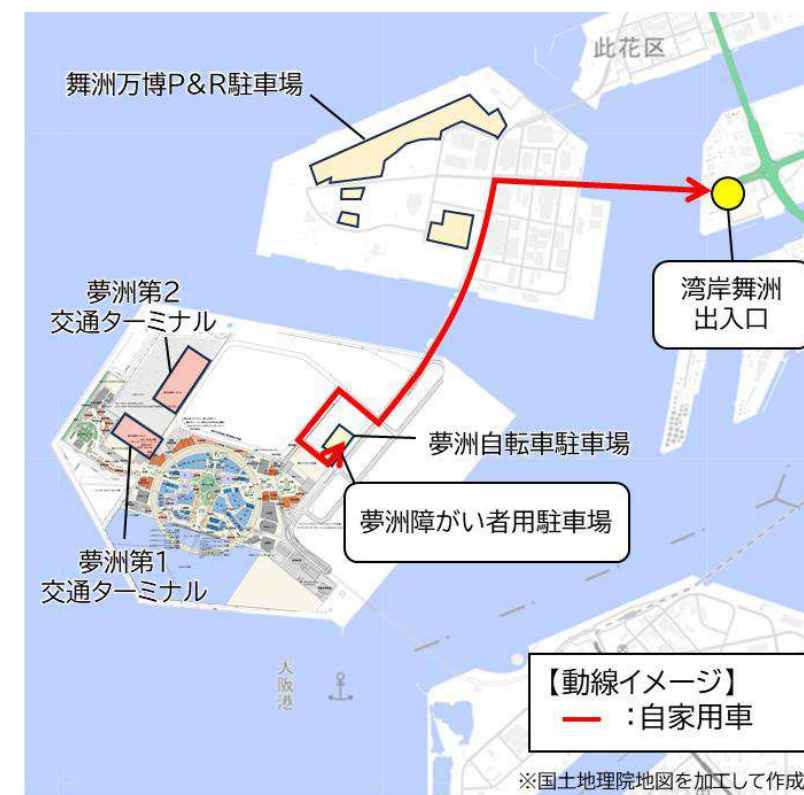 此花区
舞洲万博P&R駐車場
湾岸舞洲
出入口
夢洲第2
交通ターミナル
夢洲自転車駐車場
夢洲障がい者用駐車場
夢洲第1
交通ターミナル
大阪港
【動線イメージ】
:自家用車
※国土地理院地図を加工して作成